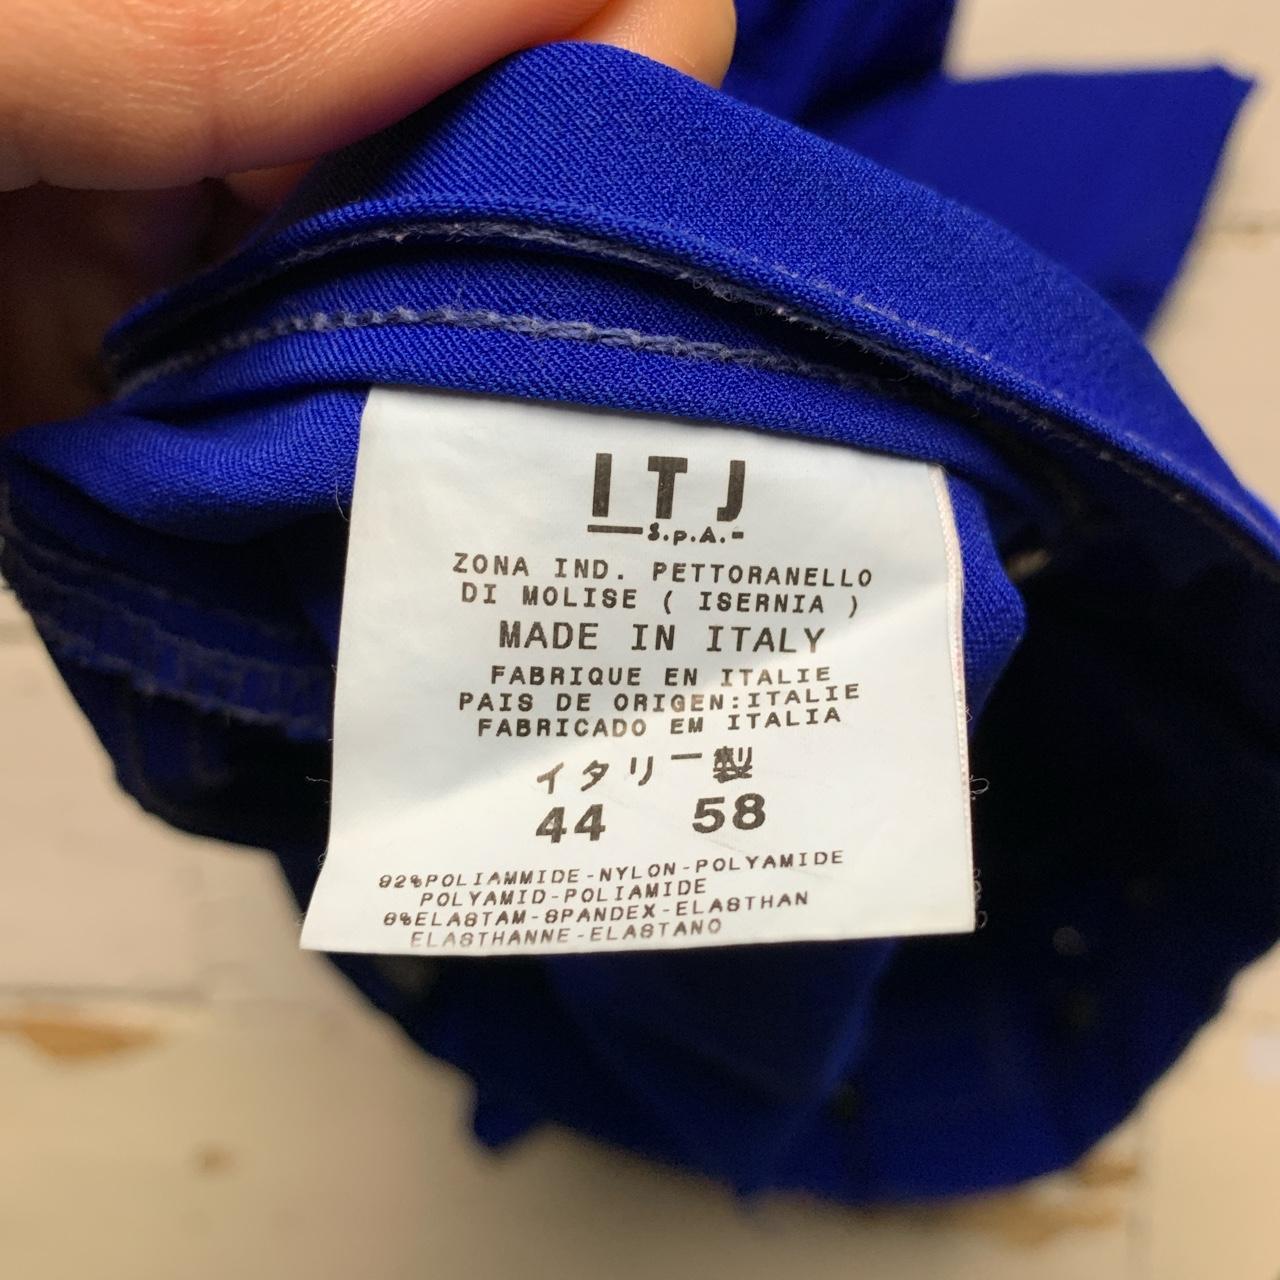 ITJ
S.p.A.
ZONA IND. PETTORANELLO
DI MOLISE ( ISERNIA )
MADE IN ITALY
FABRIQUE EN ITALIE
PAIS DE ORIGEN:ITALIE
FABRICADO EM ITALIA
イタリー製
44 58
92%POLIAMMIDE-NYLON-POLYAMIDE
POLYAMID-POLIAMIDE
8%ELASTAM-SPANDEX-ELASTHAN
ELASTHANNE-ELASTANO